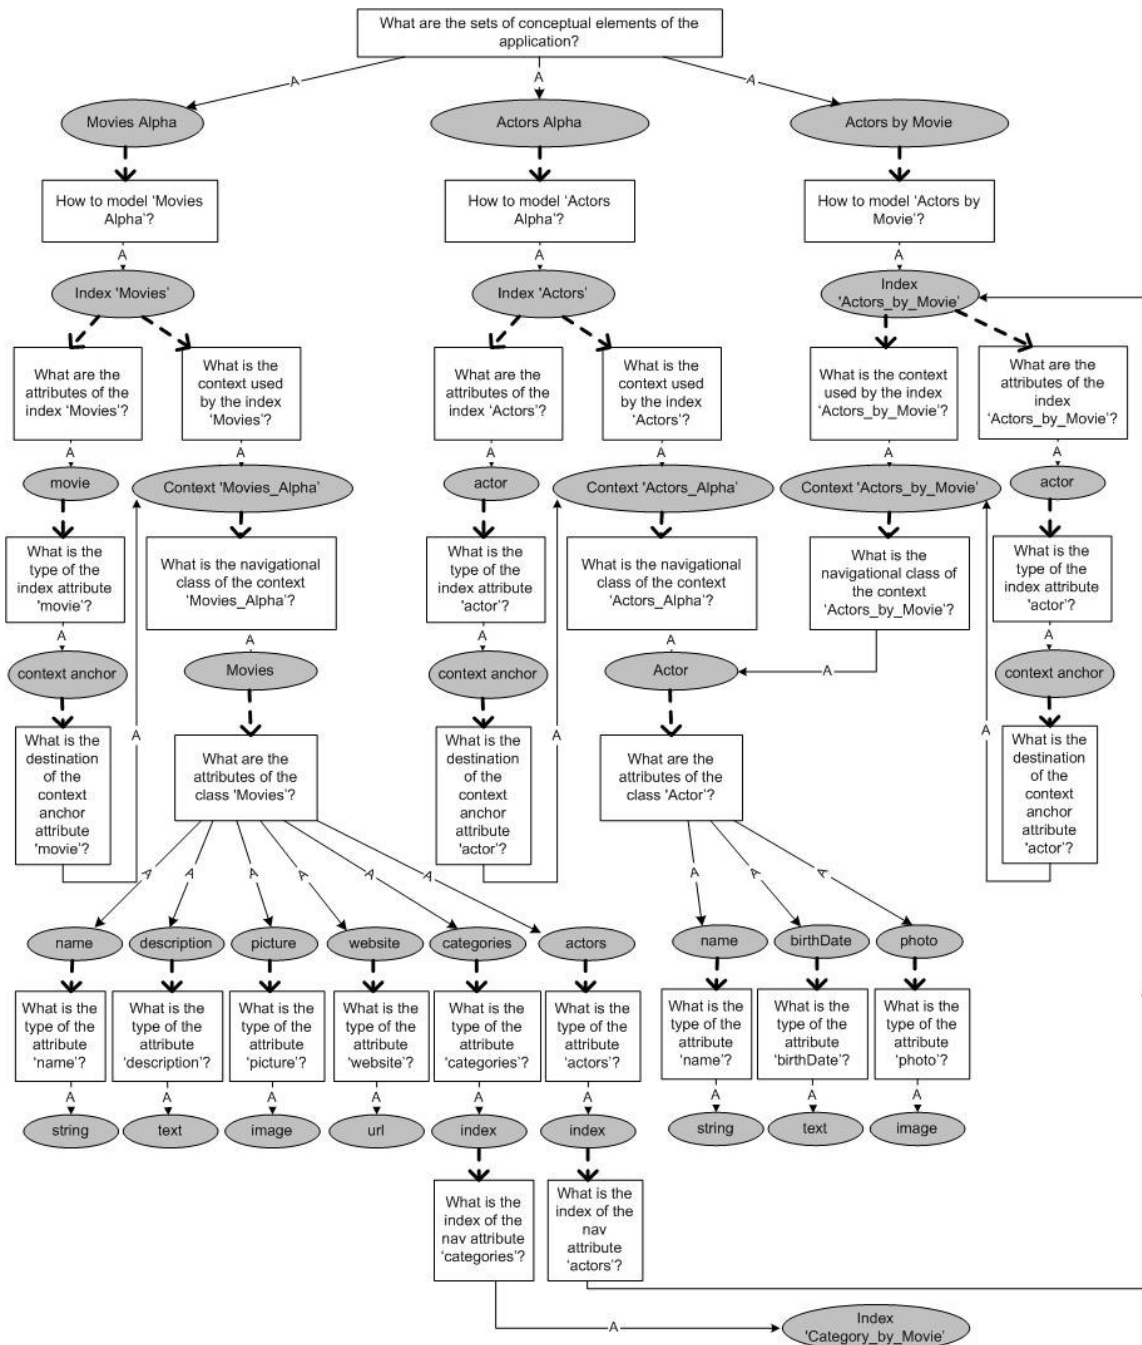 What are the sets of conceptual elements of the
application?
A
A
A
Movies Alpha
Actors Alpha
Actors by Movie
How to model ‘Movies
Alpha’?
How to model ‘Actors
Alpha’?
How to model ‘Actors by
Movie’?
A
A
A
Index ‘Movies’
Index ‘Actors’
Index
‘Actors_by_Movie’
What are the
attributes of the
index ‘Movies’?
What is the
context used
by the index
‘Movies’?
What are the
attributes of the
index ‘Actors’?
What is the
context used
by the index
‘Actors’?
What is the context
used by the index
‘Actors_by_Movie’?
What are the
attributes of the
index
‘Actors_by_Movie’?
A
A
A
A
A
A
movie
Context ‘Movies_Alpha’
actor
Context ‘Actors_Alpha’
Context ‘Actors_by_Movie’
actor
What is the
type of the
index attribute
‘movie’?
What is the navigational
class of the context
‘Movies_Alpha’?
What is the
type of the
index attribute
‘actor’?
What is the navigational
class of the context
‘Actors_Alpha’?
What is the
navigational class of
the context
‘Actors_by_Movie’?
What is the
type of the
index attribute
‘actor’?
A
A
A
A
A
A
context anchor
Movies
context anchor
Actor
context anchor
A
A
A
What is the
destination
of the
context
anchor
attribute
‘movie’?
What are the
attributes of the
class ‘Movies’?
What is the
destination
of the
context
anchor
attribute
‘actor’?
What are the
attributes of the
class ‘Actor’?
What is the
destination
of the
context
anchor
attribute
‘actor’?
A
A
A
A
A
A
A
A
A
name
description
picture
website
categories
actors
name
birthDate
photo
What is the
type of the
attribute
‘name’?
What is the
type of the
attribute
‘description’?
What is the
type of the
attribute
‘picture’?
What is the
type of the
attribute
‘website’?
What is the
type of the
attribute
‘categories’?
What is the
type of the
attribute
‘actors’?
What is the
type of the
attribute
‘name’?
What is the
type of the
attribute
‘birthDate’?
What is the
type of the
attribute
‘photo’?
A
A
A
A
A
A
A
A
A
string
text
image
url
index
index
string
text
image
What is the
index of the
nav attribute
‘categories’?
What is the
index of the
nav
attribute
‘actors’?
A
Index
‘Category_by_Movie’